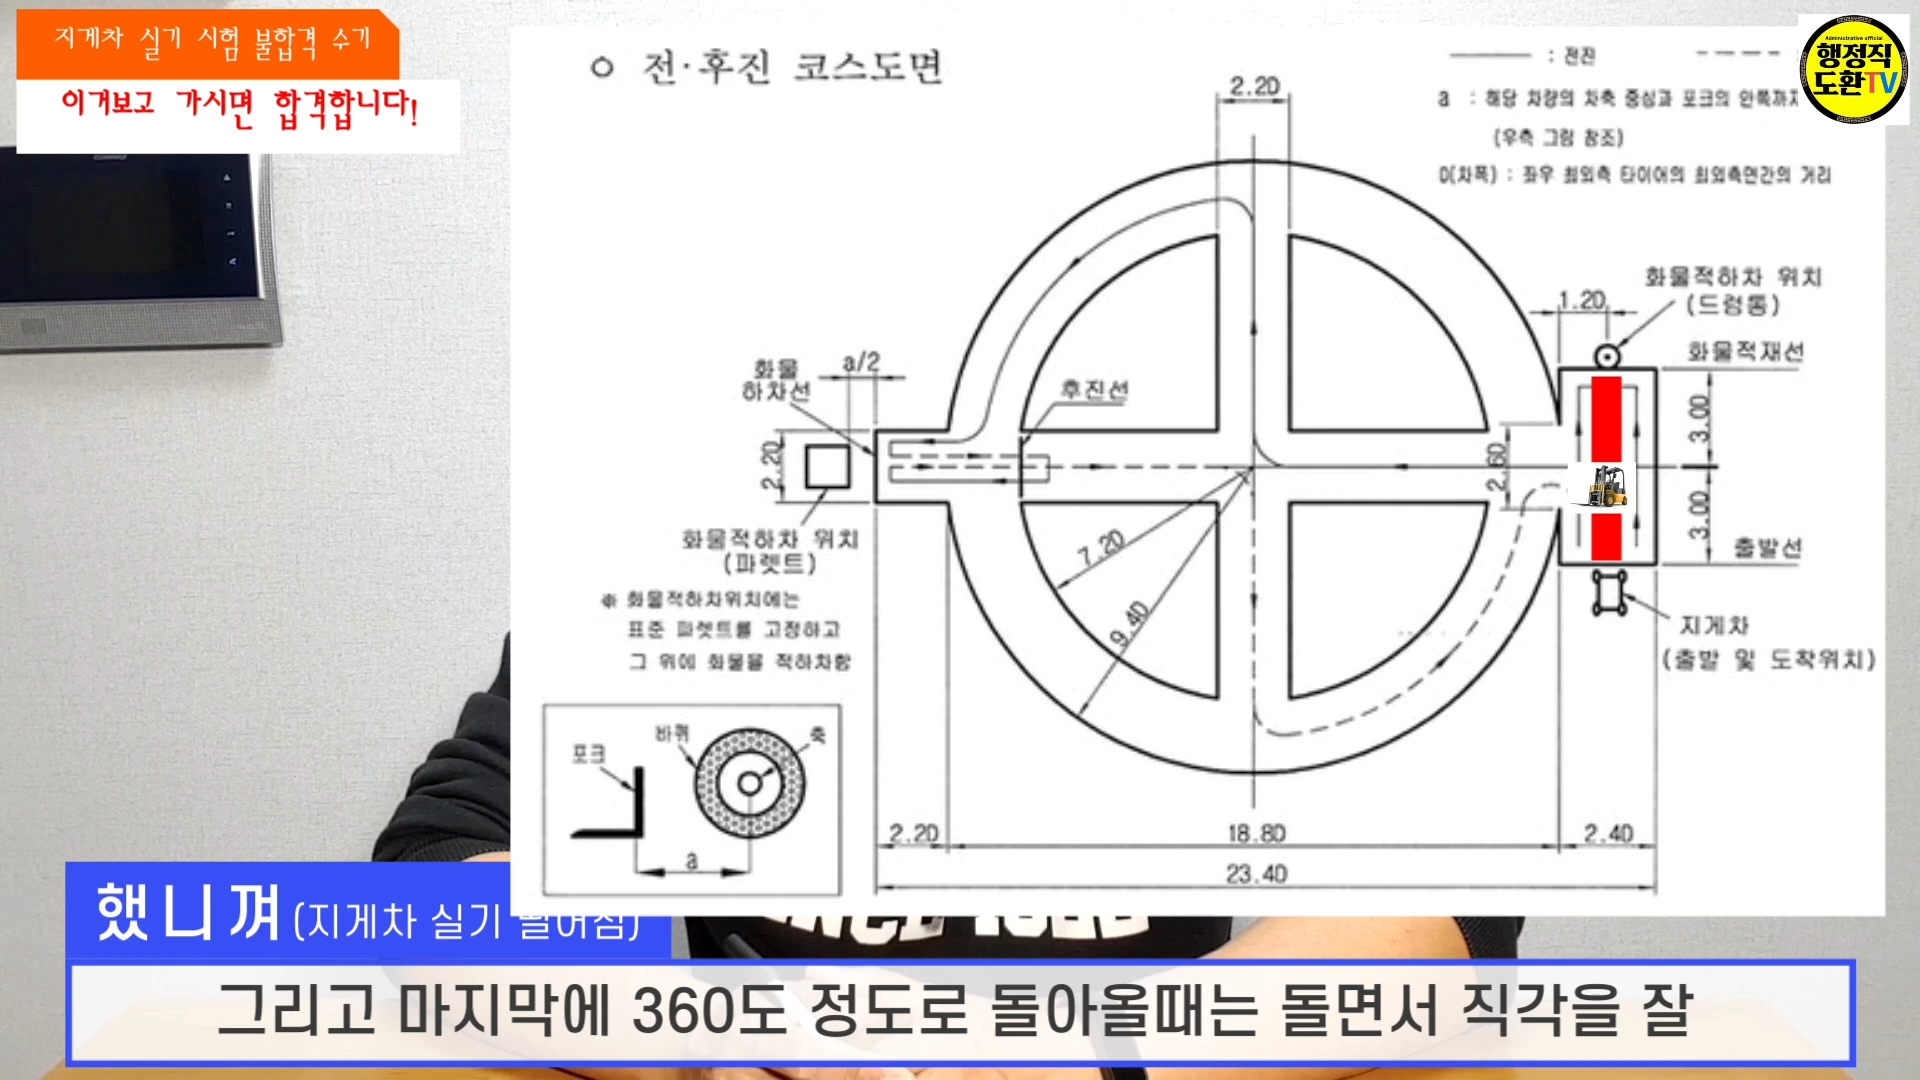 지게차 실기 시험 불합격 수기
이거보고 가시면 합격합니다!
Administrative official
행정직
도환TV
ㅇ 전·후진 코스도면
: 전진
a : 해당 차량의 차축 중심과 포크의 안쪽까지
(우측 그림 참조)
D(차폭) : 좌우 최외측 타이어의 최외측면간의 거리
2.20
화물적하차 위치
(드럼통)
1.20
화물적재선
3.00
3.00
출발선
지게차
(출발 및 도착위치)
화물
하차선
a/2
후진선
2.20
2.60
화물적하차 위치
(파렛트)
※ 화물적하차위치에는
표준 파렛트를 고정하고
그 위에 화물을 적하차함
7.20
9.40
포크
바퀴
축
a
2.20
18.80
2.40
23.40
했니껴(지게차 실기 떨어짐)
그리고 마지막에 360도 정도로 돌아올때는 돌면서 직각을 잘